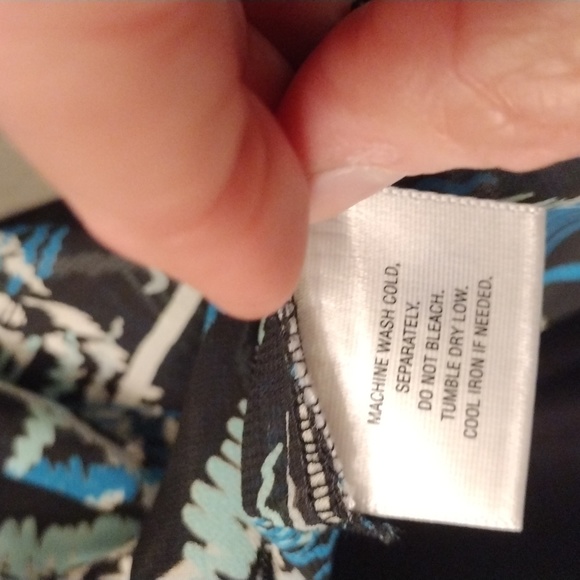 MACHINE WASH COLD,
SEPARATELY.
DO NOT BLEACH.
TUMBLE DRY LOW.
COOL IRON IF NEEDED.